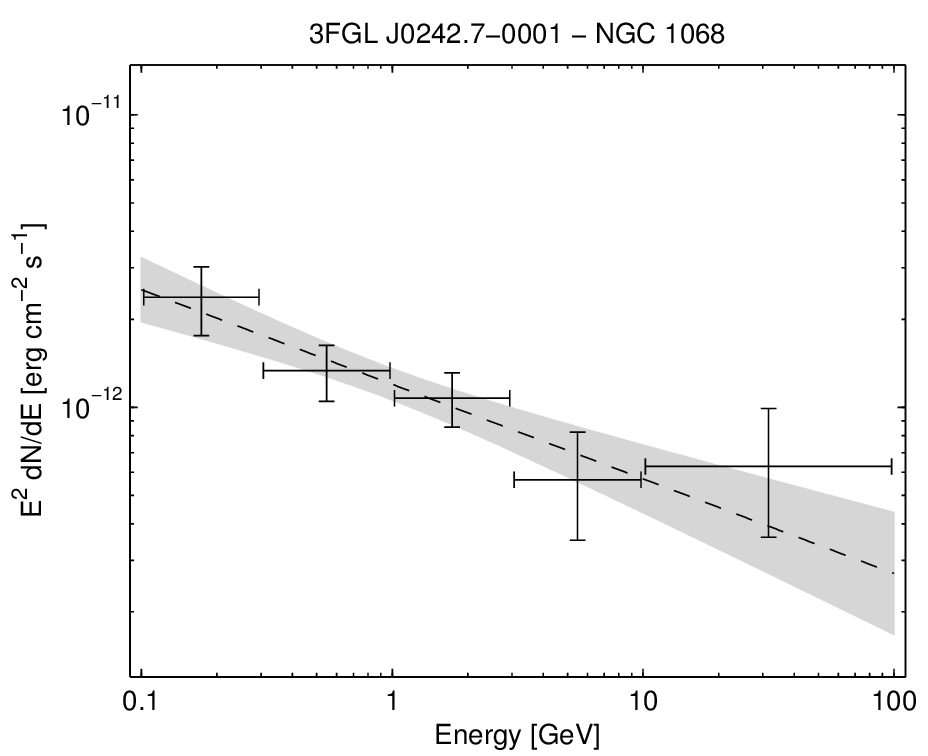 3FGL J0242.7−0001 − NGC 1068
10⁻¹¹
10⁻¹²
E² dN/dE [erg cm⁻² s⁻¹]
0.1 1 10 100
Energy [GeV]